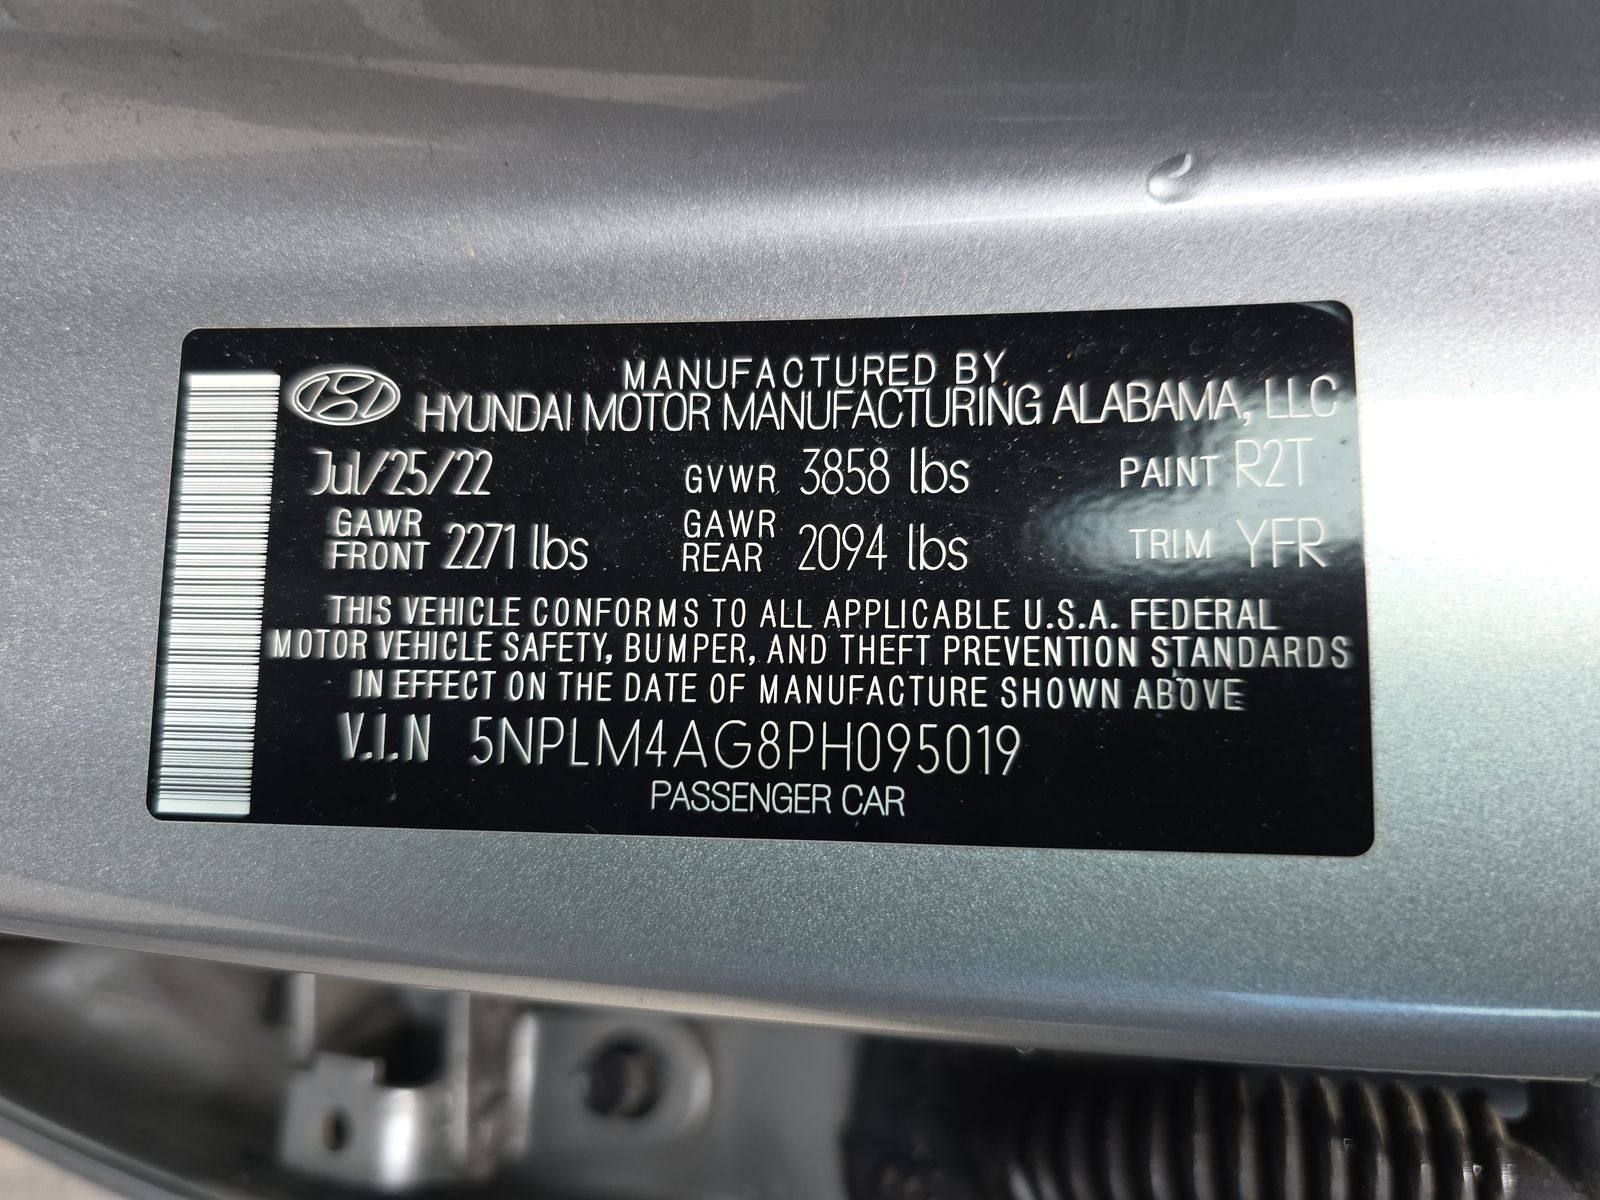 MANUFACTURED BY
HYUNDAI MOTOR MANUFACTURING ALABAMA, LLC
Jul/25/22 GVWR 3858 lbs PAINT R2T
GAWR FRONT 2271 lbs GAWR REAR 2094 lbs TRIM YFR
THIS VEHICLE CONFORMS TO ALL APPLICABLE U.S.A. FEDERAL
MOTOR VEHICLE SAFETY, BUMPER, AND THEFT PREVENTION STANDARDS
IN EFFECT ON THE DATE OF MANUFACTURE SHOWN ABOVE
V.I.N 5NPLM4AG8PH095019
PASSENGER CAR